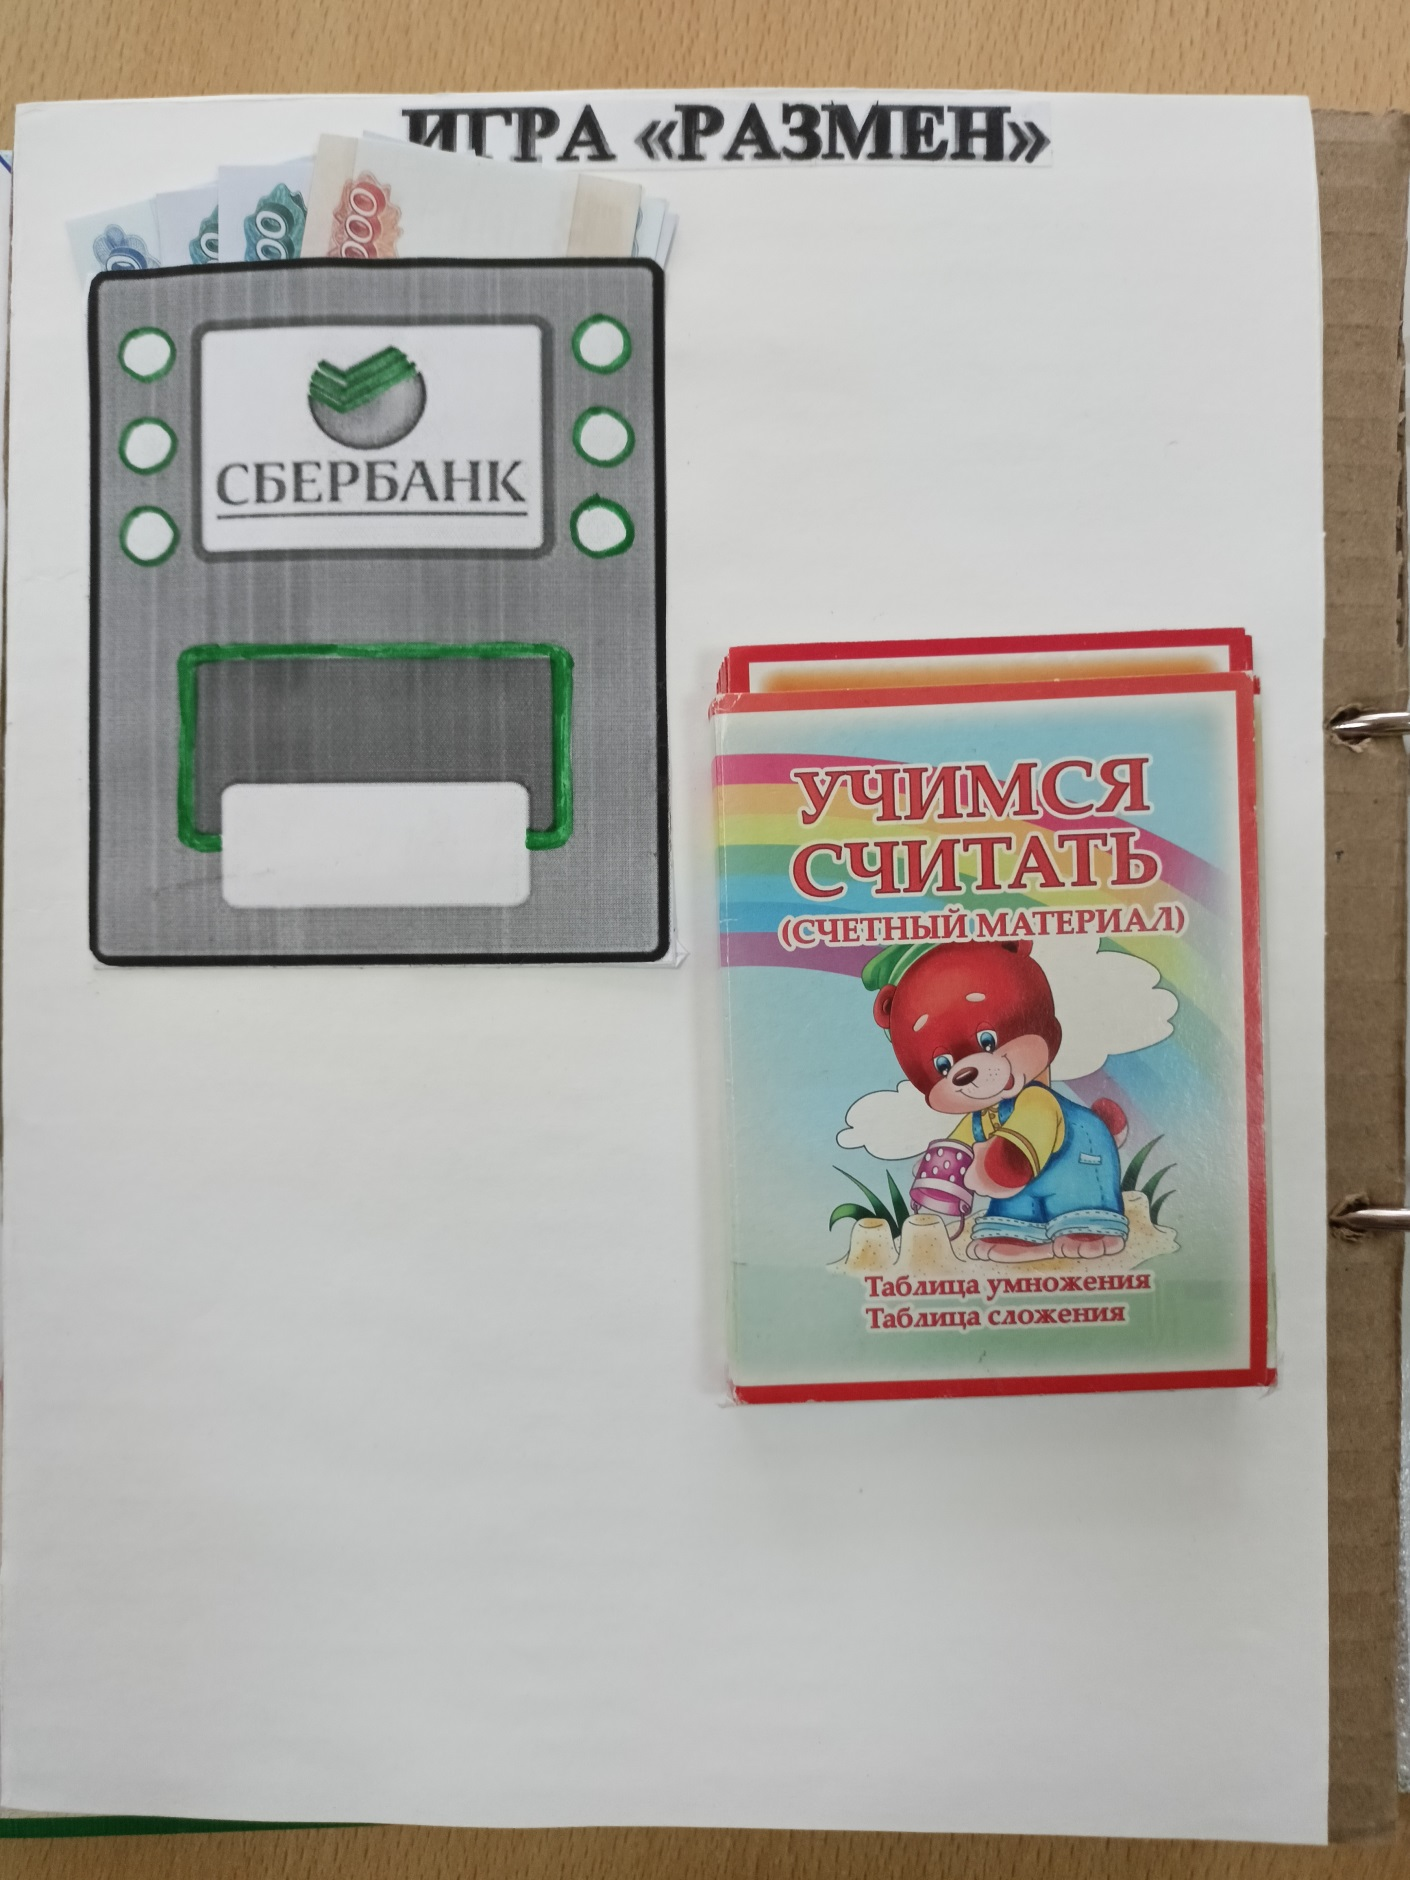 ИГРА «РАЗМЕН»
СБЕРБАНК
УЧИМСЯ
СЧИТАТЬ
(СЧЕТНЫЙ МАТЕРИАЛ)
Таблица умножения
Таблица сложения